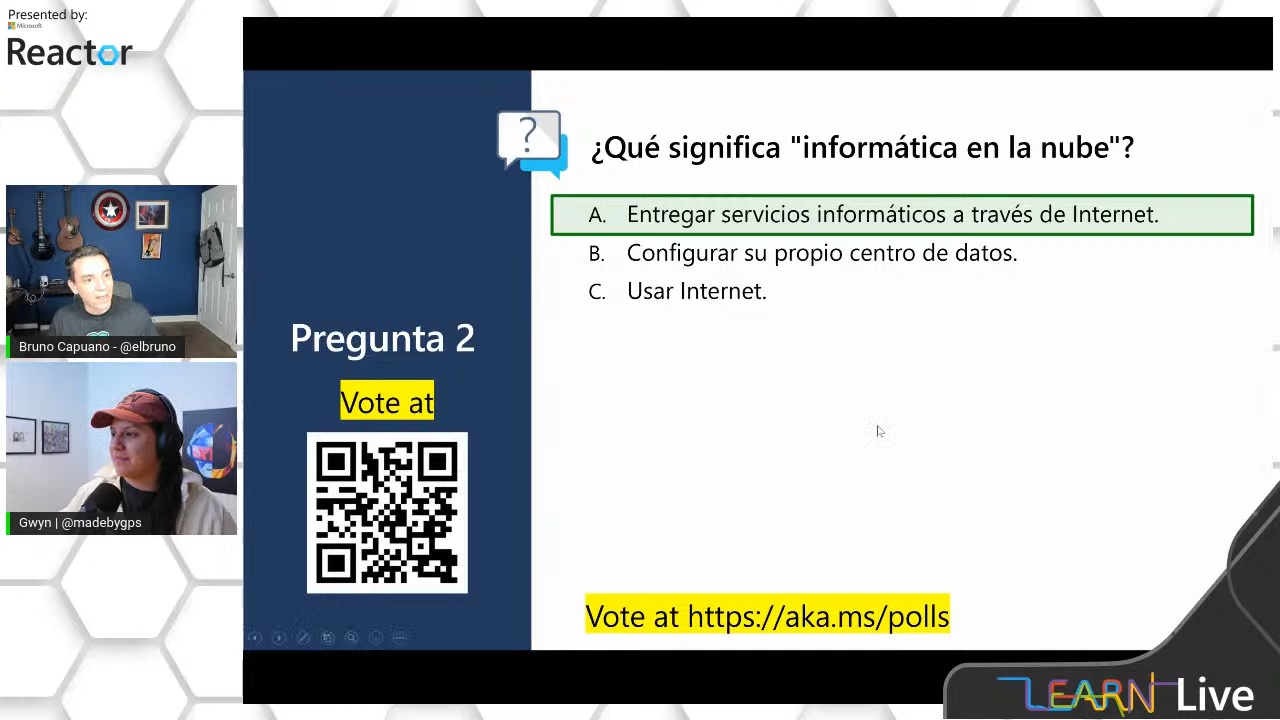 Presented by:
Microsoft
Reactor
¿Qué significa "informática en la nube"?
A. Entregar servicios informáticos a través de Internet.
B. Configurar su propio centro de datos.
C. Usar Internet.
Pregunta 2
Vote at
Vote at https://aka.ms/polls
Bruno Capuano - @elbruno
Gwyn | @madebygps
LEARN Live